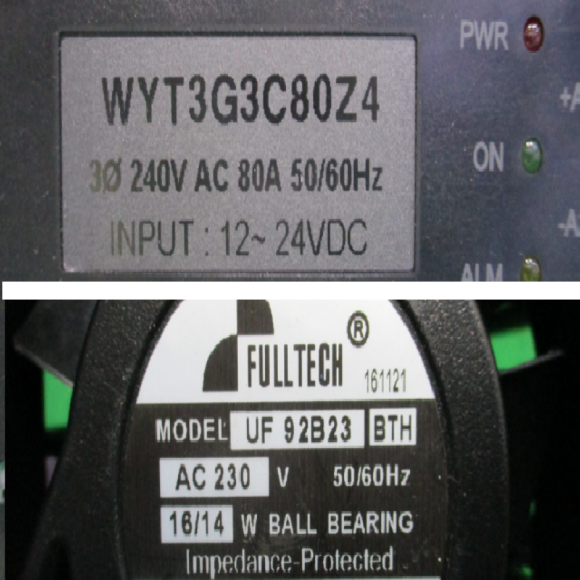 WYT3G3C80Z4
3Ø 240V AC 80A 50/60Hz
INPUT : 12~ 24VDC
PWR
ON
ALM
FULLTECH ®
161121
MODEL UF 92B23 BTH
AC 230 V 50/60Hz
16/14 W BALL BEARING
Impedance-Protected